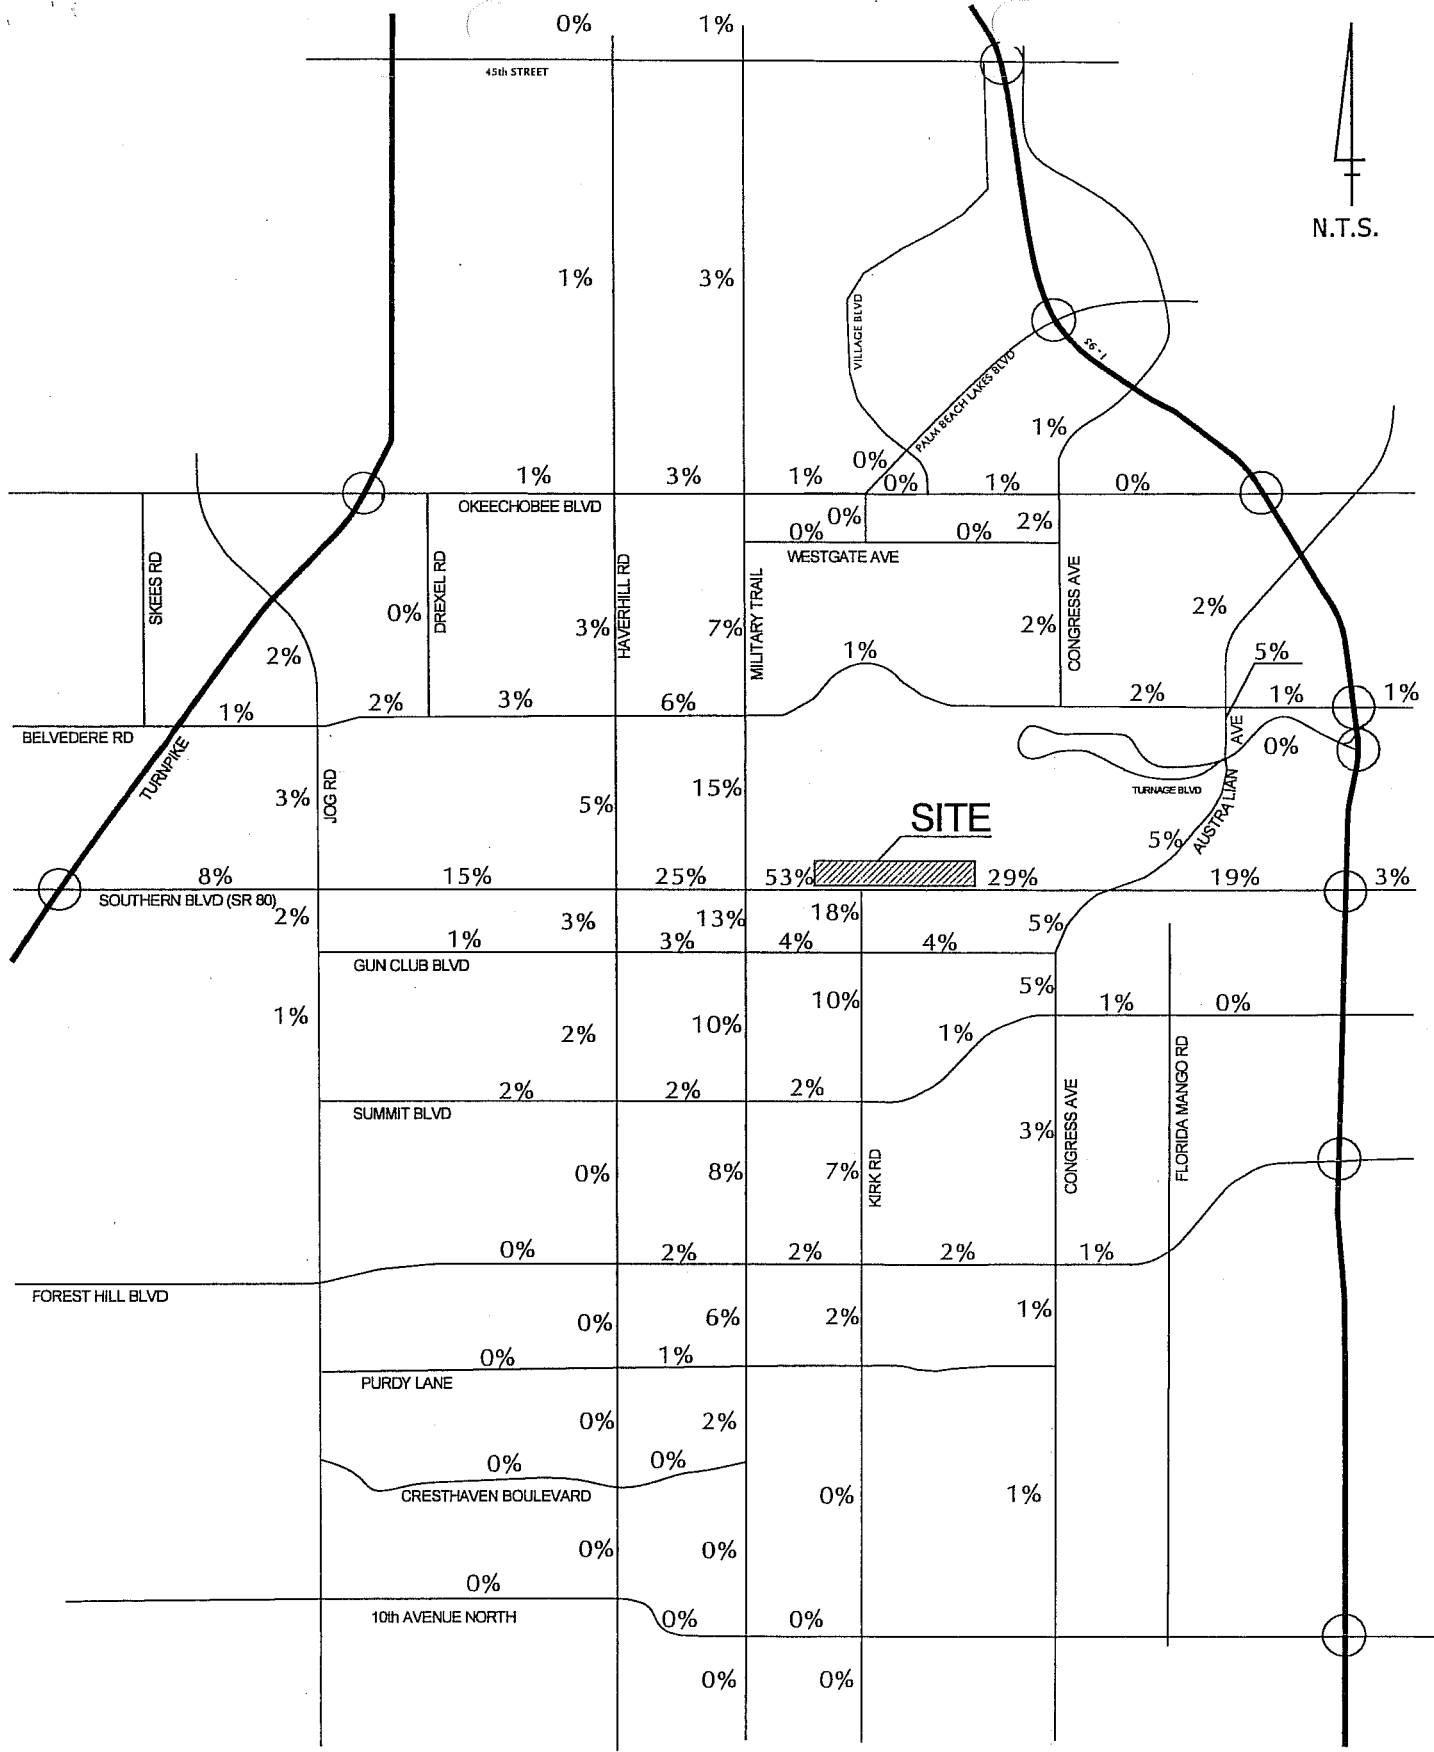 0% 1%
45th STREET
N.T.S.
1% 3%
VILLAGE BLVD
I-95
PALM BEACH LAKES BLVD
1%
1% 3% 1% 0% 0% 1% 0%
OKEECHOBEE BLVD
0% 0% 0% 2%
WESTGATE AVE
SKEES RD
DREXEL RD
HAVERHILL RD
MILITARY TRAIL
CONGRESS AVE
0% 3% 7% 2% 2%
2% 1% 5%
1% 2% 3% 6% 2% 1% 1%
BELVEDERE RD
TURNPIKE
AVE
0%
3% JOG RD 5% 15%
TURNAGE BLVD
AUSTRALIAN
SITE
5%
8% 15% 25% 53% 29% 19% 3%
SOUTHERN BLVD (SR 80)
2% 3% 13% 18% 5%
1% 3% 4% 4%
GUN CLUB BLVD
1% 2% 10% 10% 1% 5% 1% 0%
2% 2% 2%
SUMMIT BLVD
FLORIDA MANGO RD
CONGRESS AVE
KIRK RD
0% 8% 7% 3%
0% 2% 2% 2% 1%
FOREST HILL BLVD
0% 6% 2% 1%
0% 1%
PURDY LANE
0% 2%
0% 0%
CRESTHAVEN BOULEVARD
0% 1%
0% 0%
0%
10th AVENUE NORTH
0% 0%
0% 0%